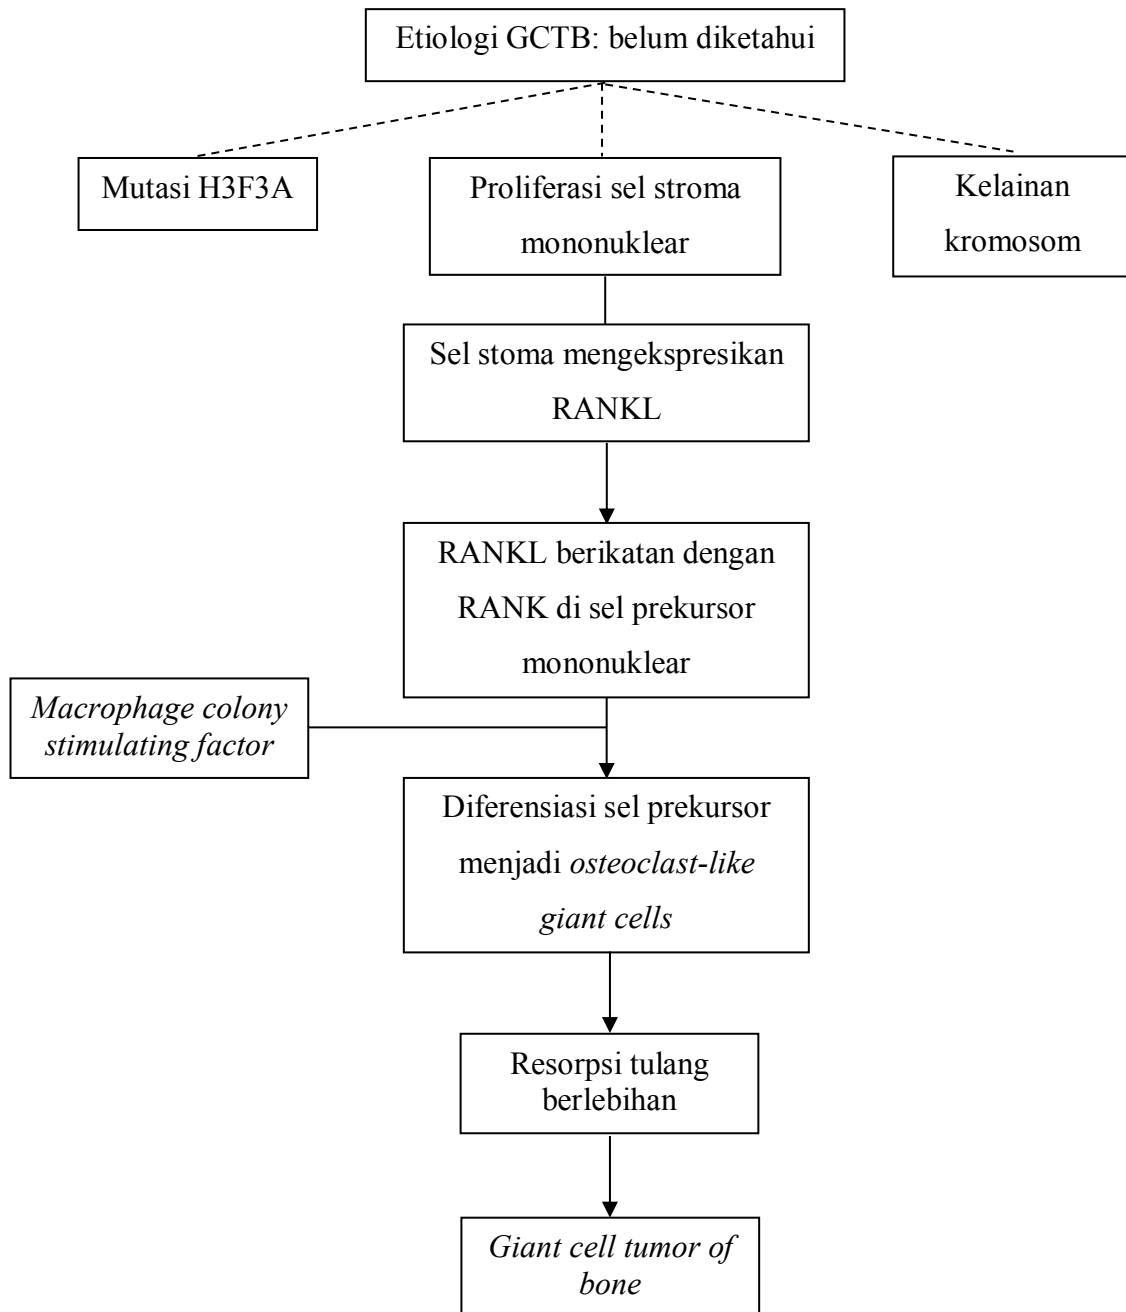 Etiologi GCTB: belum diketahui
Mutasi H3F3A
Proliferasi sel stroma
mononuklear
Kelainan
kromosom
Sel stoma mengekspresikan
RANKL
RANKL berikatan dengan
RANK di sel prekursor
mononuklear
Macrophage colony
stimulating factor
Diferensiasi sel prekursor
menjadi osteoclast-like
giant cells
Resorpsi tulang
berlebihan
Giant cell tumor of
bone